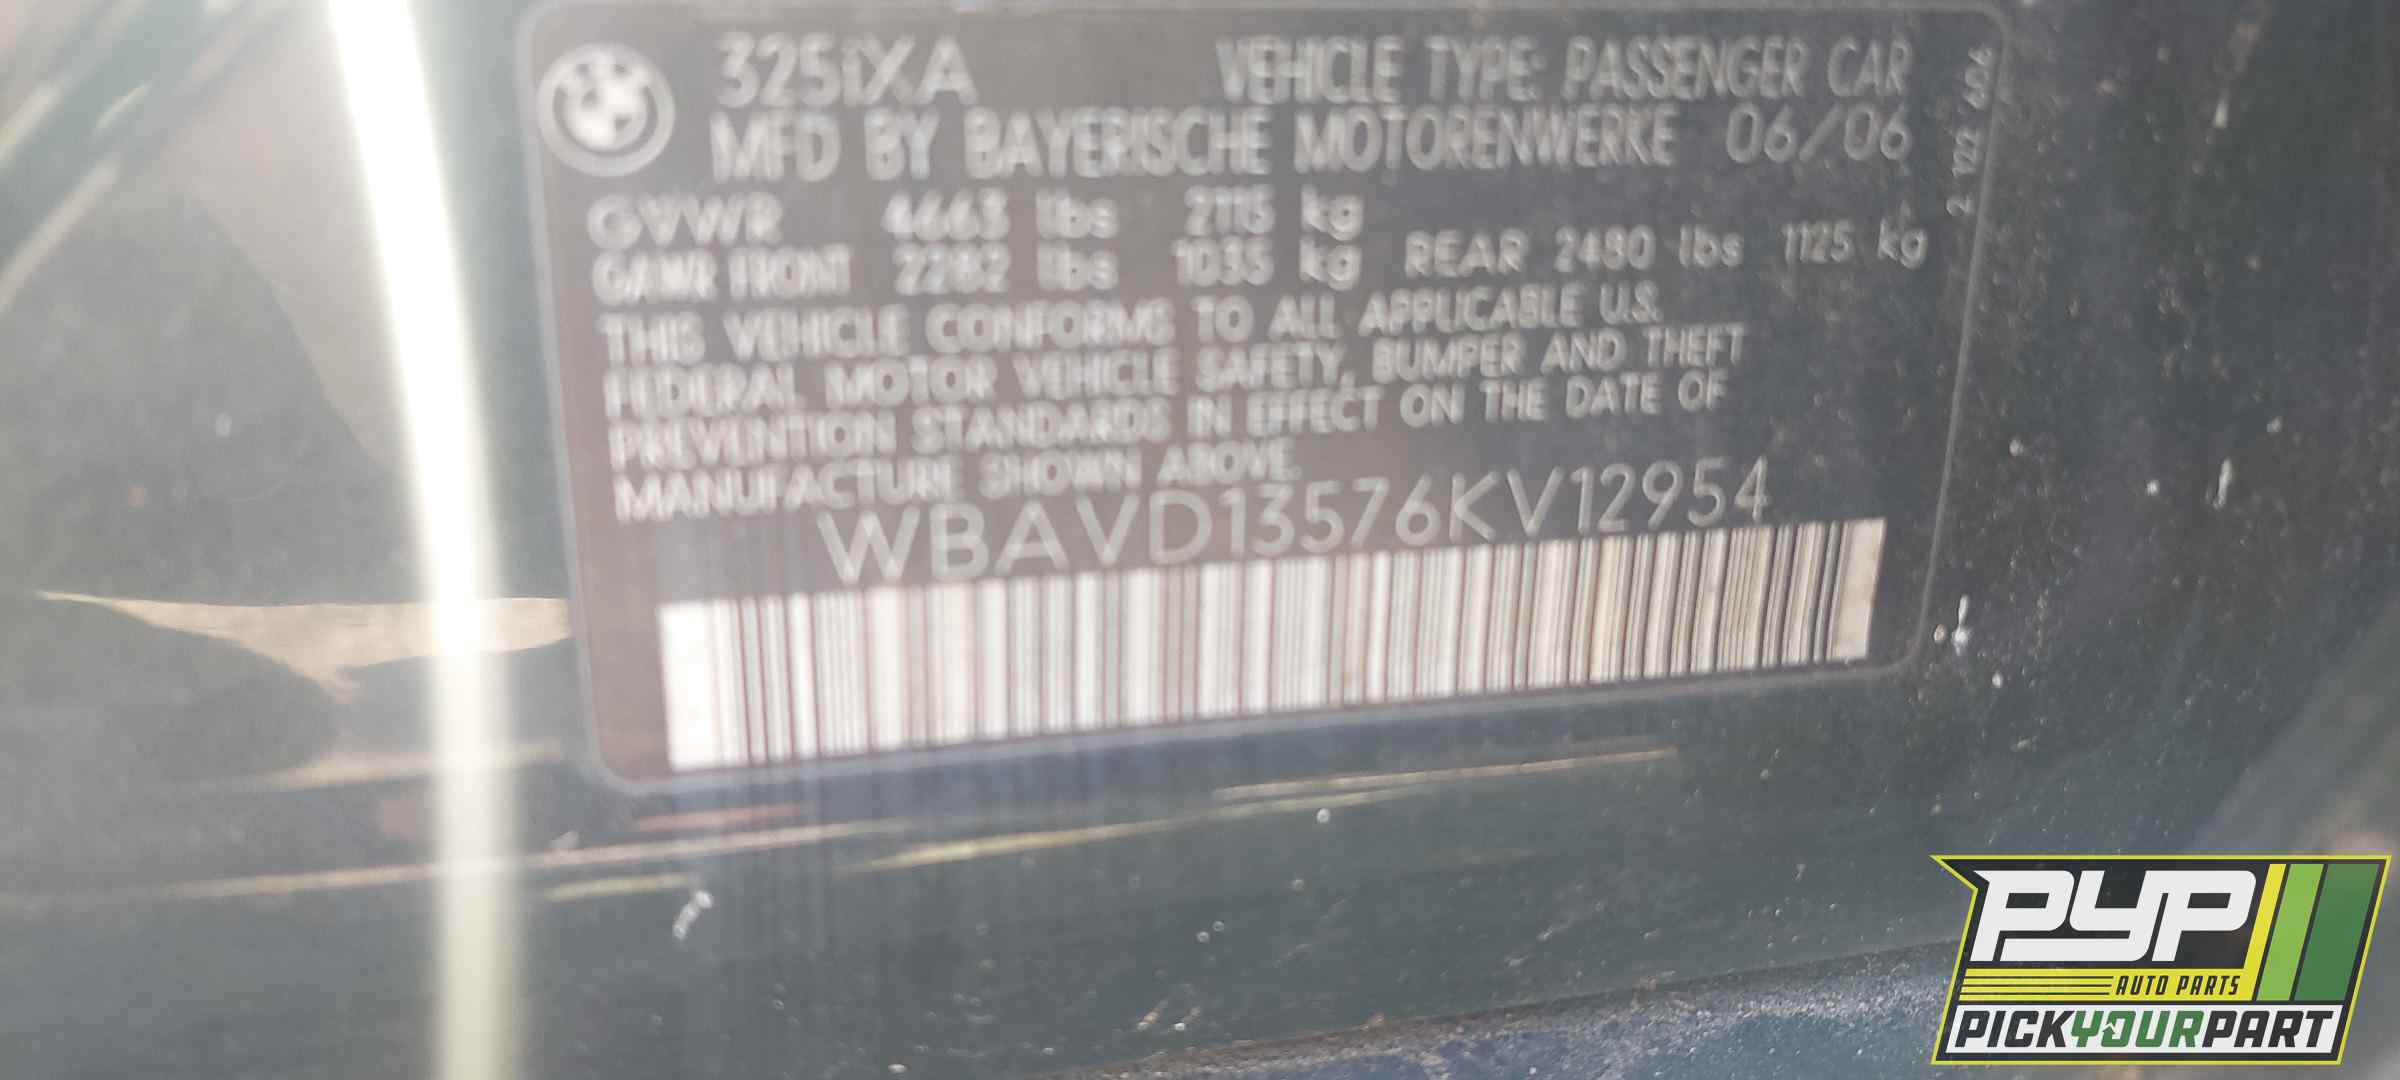 325iXA VEHICLE TYPE: PASSENGER CAR
MFD BY BAYERISCHE MOTORENWERKE 06/06
GVWR 4663 lbs 2115 kg
GAWR FRONT 2282 lbs 1035 kg REAR 2480 lbs 1125 kg
THIS VEHICLE CONFORMS TO ALL APPLICABLE U.S.
FEDERAL MOTOR VEHICLE SAFETY, BUMPER AND THEFT
PREVENTION STANDARDS IN EFFECT ON THE DATE OF
MANUFACTURE SHOWN ABOVE.
WBAVD13576KV12954
PYP
AUTO PARTS
PICKYOURPART